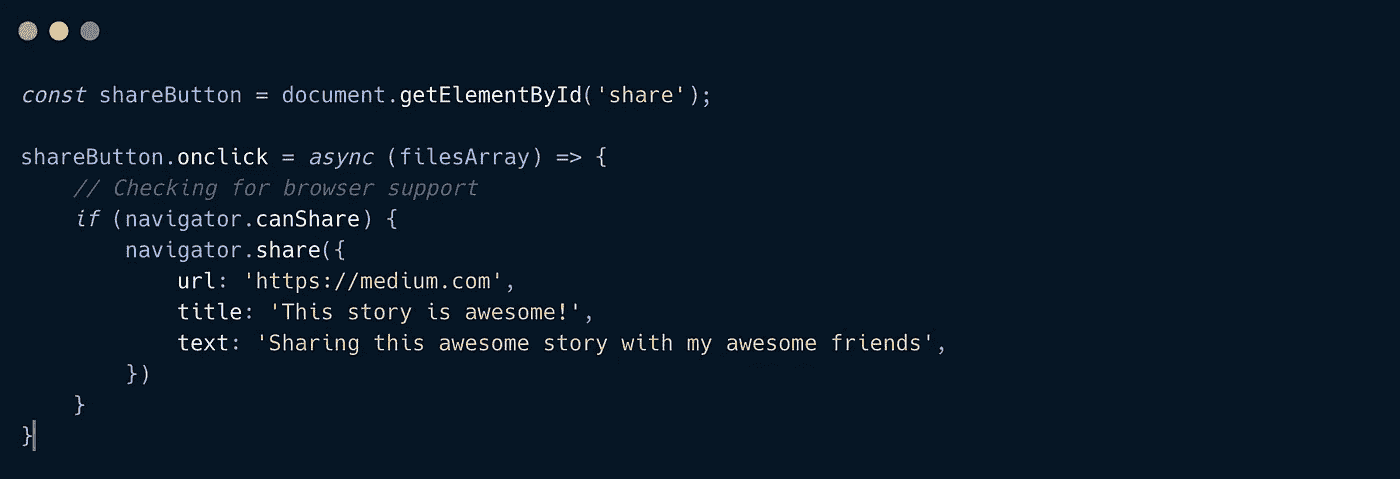 const shareButton = document.getElementById('share');
shareButton.onclick = async (filesArray) => {
// Checking for browser support
if (navigator.canShare) {
navigator.share({
url: 'https://medium.com',
title: 'This story is awesome!',
text: 'Sharing this awesome story with my awesome friends',
})
}
}